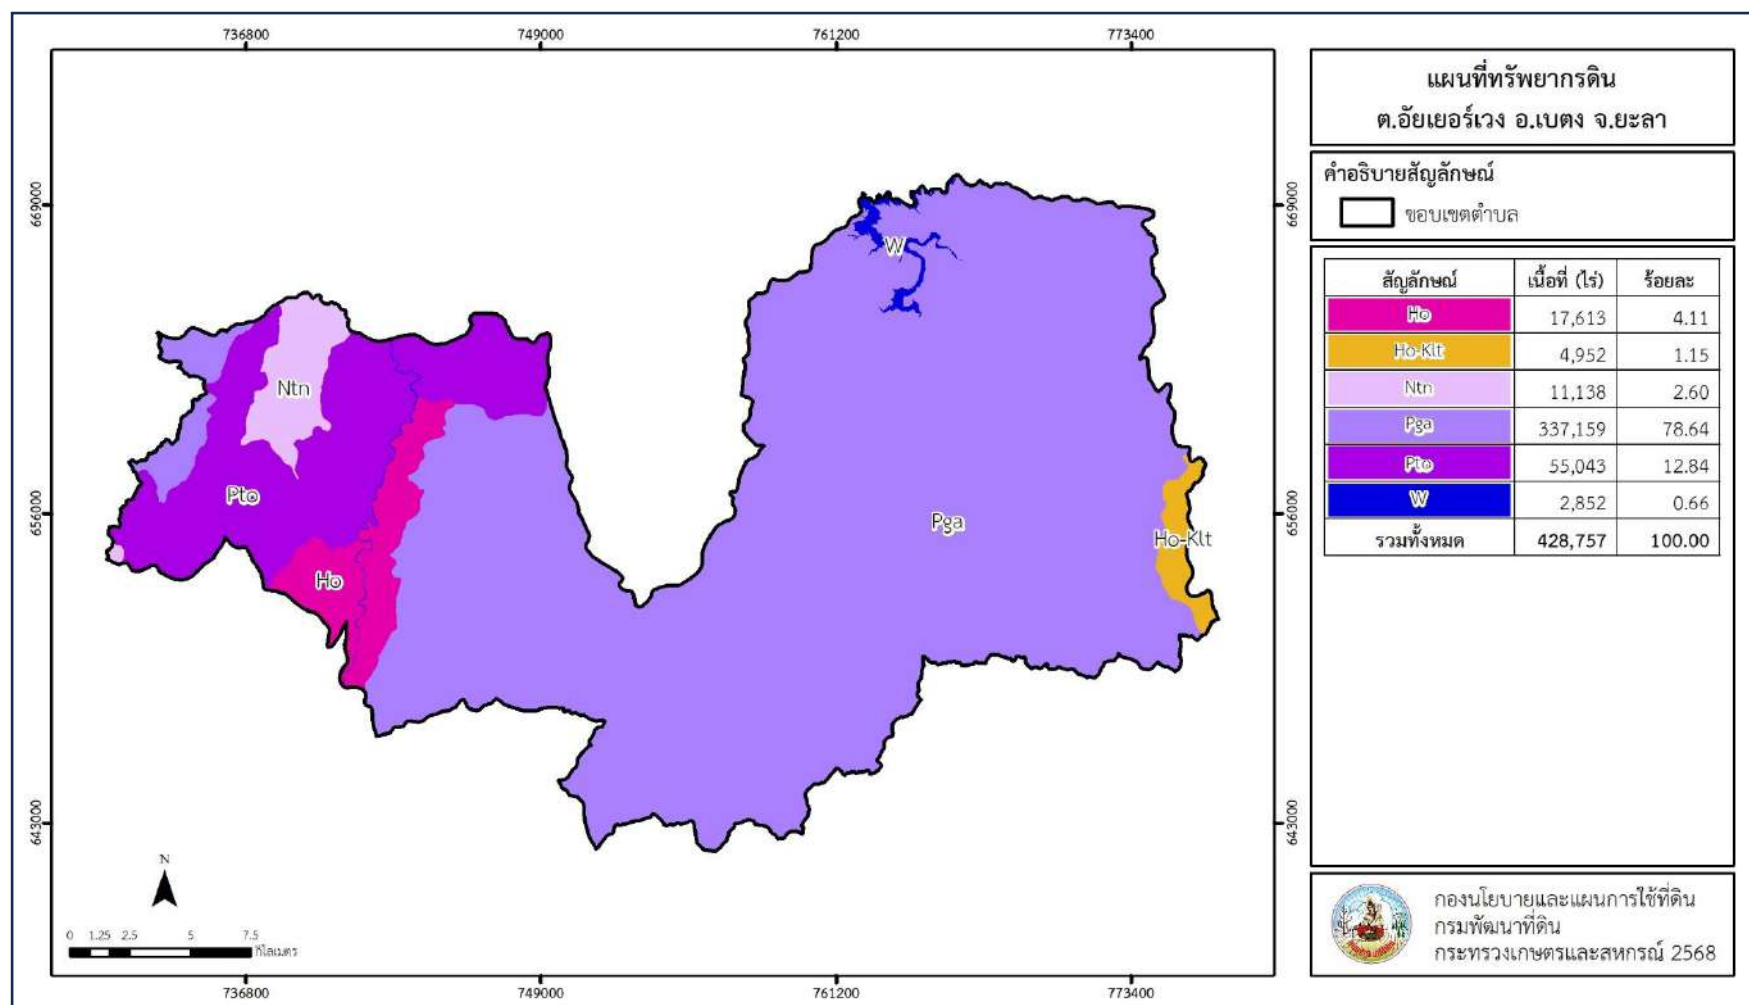 736800 749000 761200 773400
669000 669000
656000 656000
643000 643000
W
Ntn
Pto
Pga
Ho-Klt
Ho
N
0 1.25 2.5 5 7.5
กิโลเมตร
736800 749000 761200 773400
แผนที่ทรัพยากรดิน
ต.อัยเยอร์เวง อ.เบตง จ.ยะลา
คำอธิบายสัญลักษณ์
ขอบเขตตำบล
สัญลักษณ์ เนื้อที่ (ไร่) ร้อยละ
Ho 17,613 4.11
Ho-Klt 4,952 1.15
Ntn 11,138 2.60
Pga 337,159 78.64
Pto 55,043 12.84
W 2,852 0.66
รวมทั้งหมด 428,757 100.00
กองนโยบายและแผนการใช้ที่ดิน
กรมพัฒนาที่ดิน
กระทรวงเกษตรและสหกรณ์ 2568